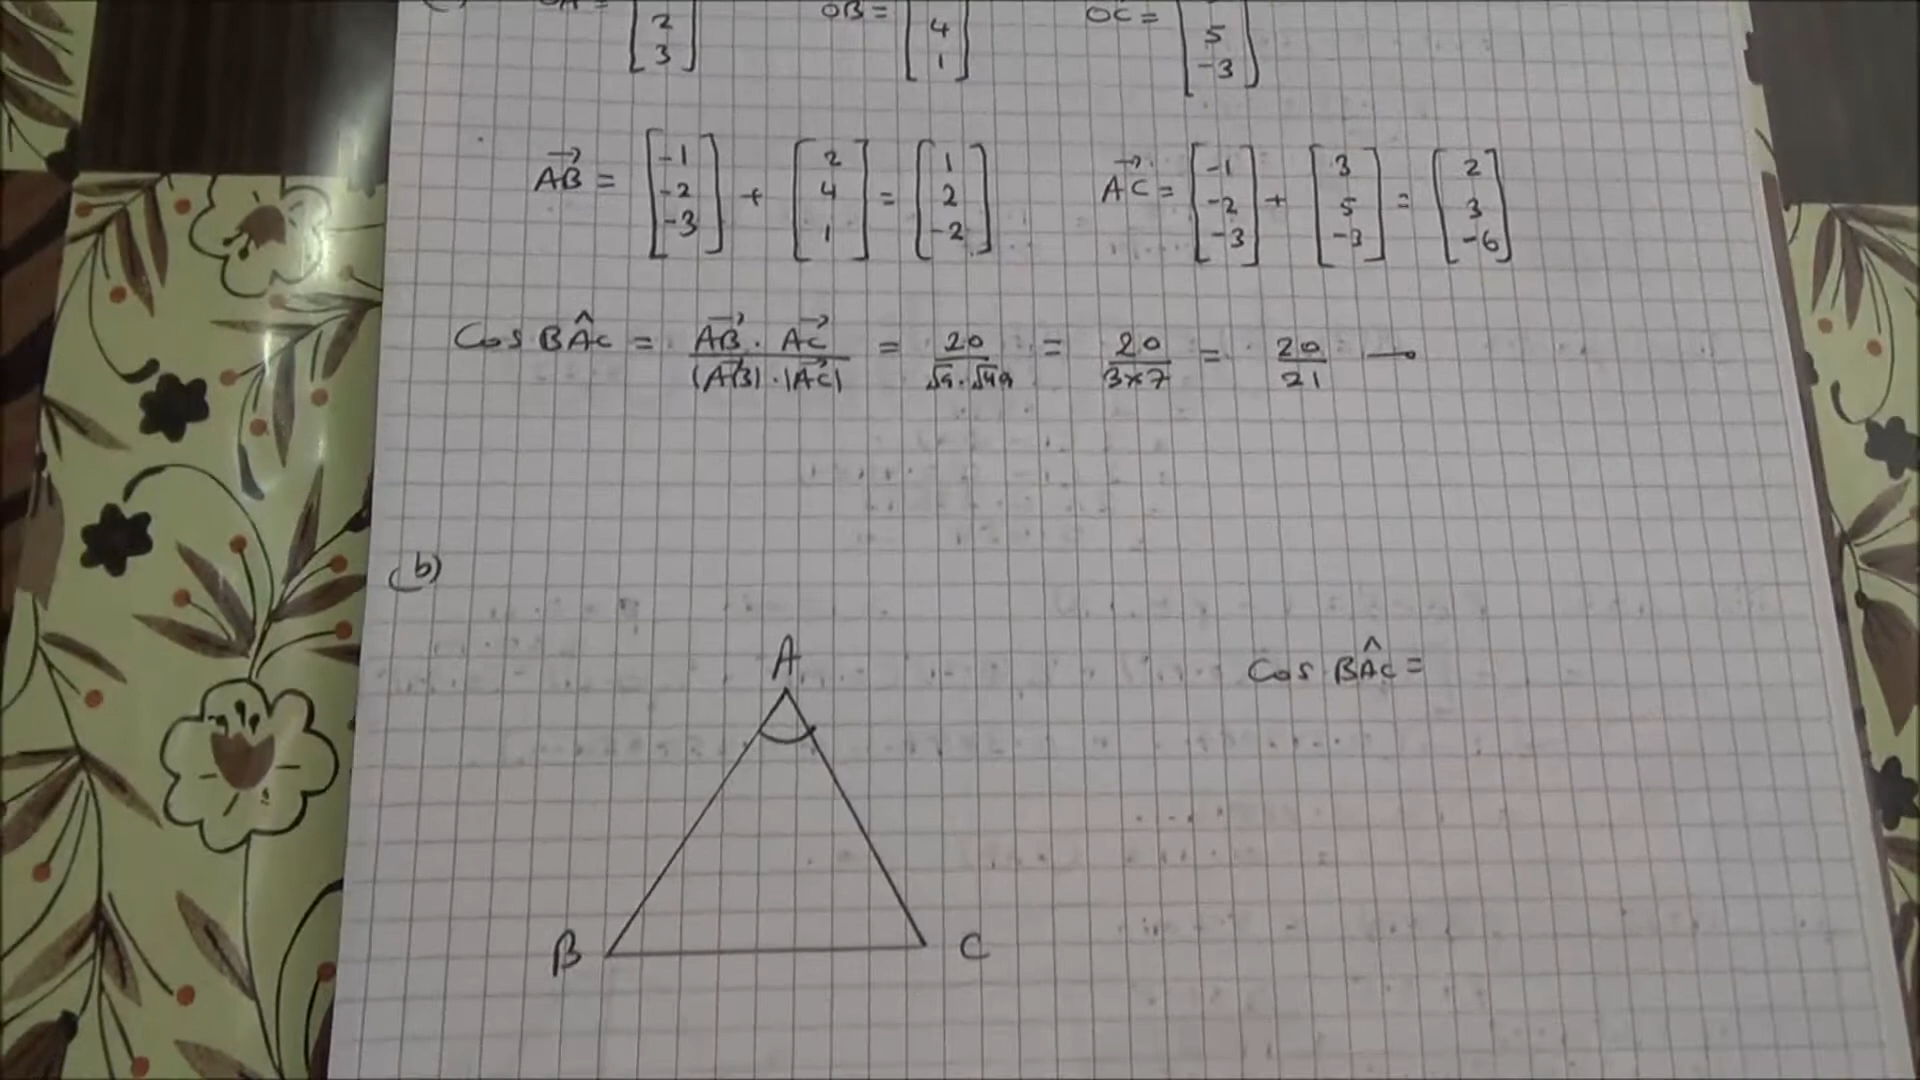 OA = [ 2 3 ] OB = [ 4 1 ] OC = [ 5 -3 ]
AB = [ -1 -2 -3 ] + [ 2 4 1 ] = [ 1 2 -2 ] AC = [ -1 -2 -3 ] + [ 3 5 -3 ] = [ 2 3 -6 ]
Cos BÂC = AB . AC / |AB| . |AC| = 20 / √9 . √49 = 20 / 3×7 = 20 / 21
(b)
A
Cos BÂC =
B C